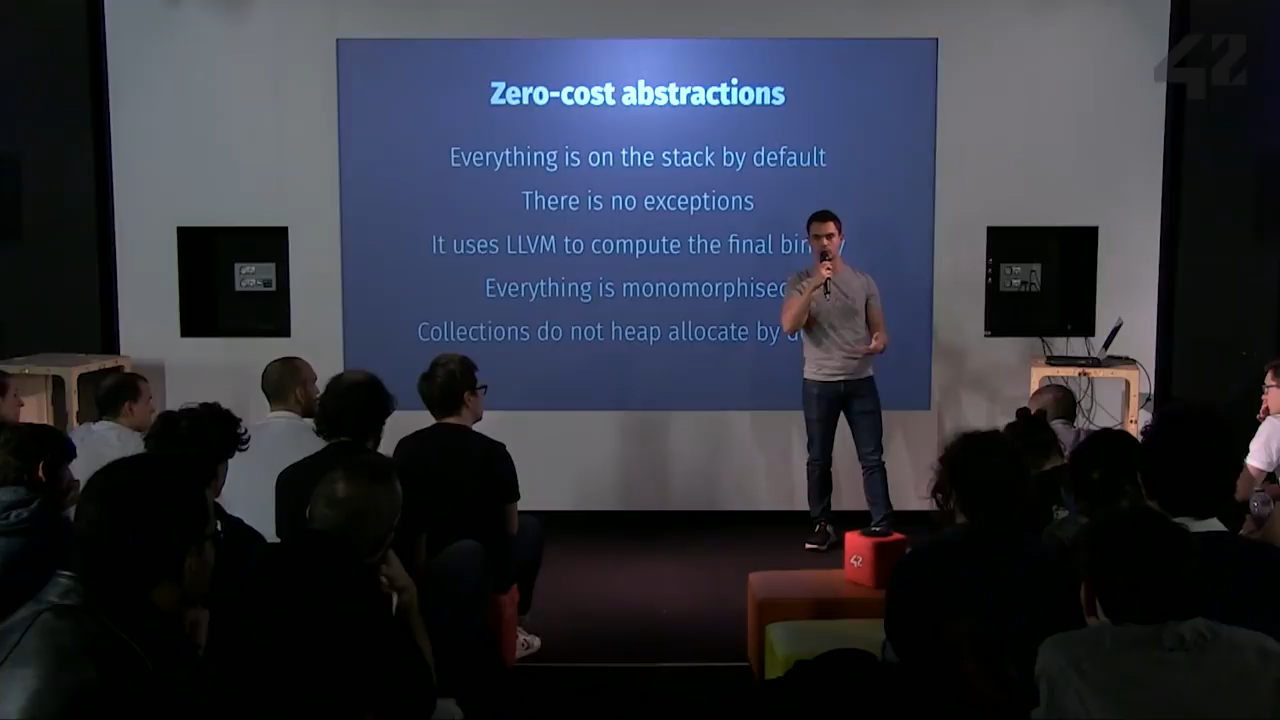 42
Zero-cost abstractions
Everything is on the stack by default
There is no exceptions
It uses LLVM to compute the final
Everything is monomorphised
Collections do not heap allocate by
42